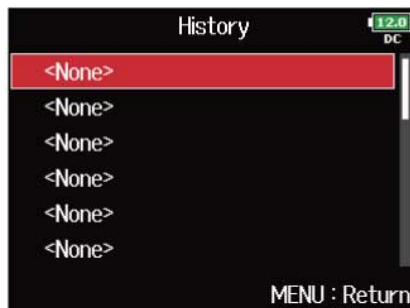 History
12.0
DC
<None>
<None>
<None>
<None>
<None>
<None>
MENU : Return